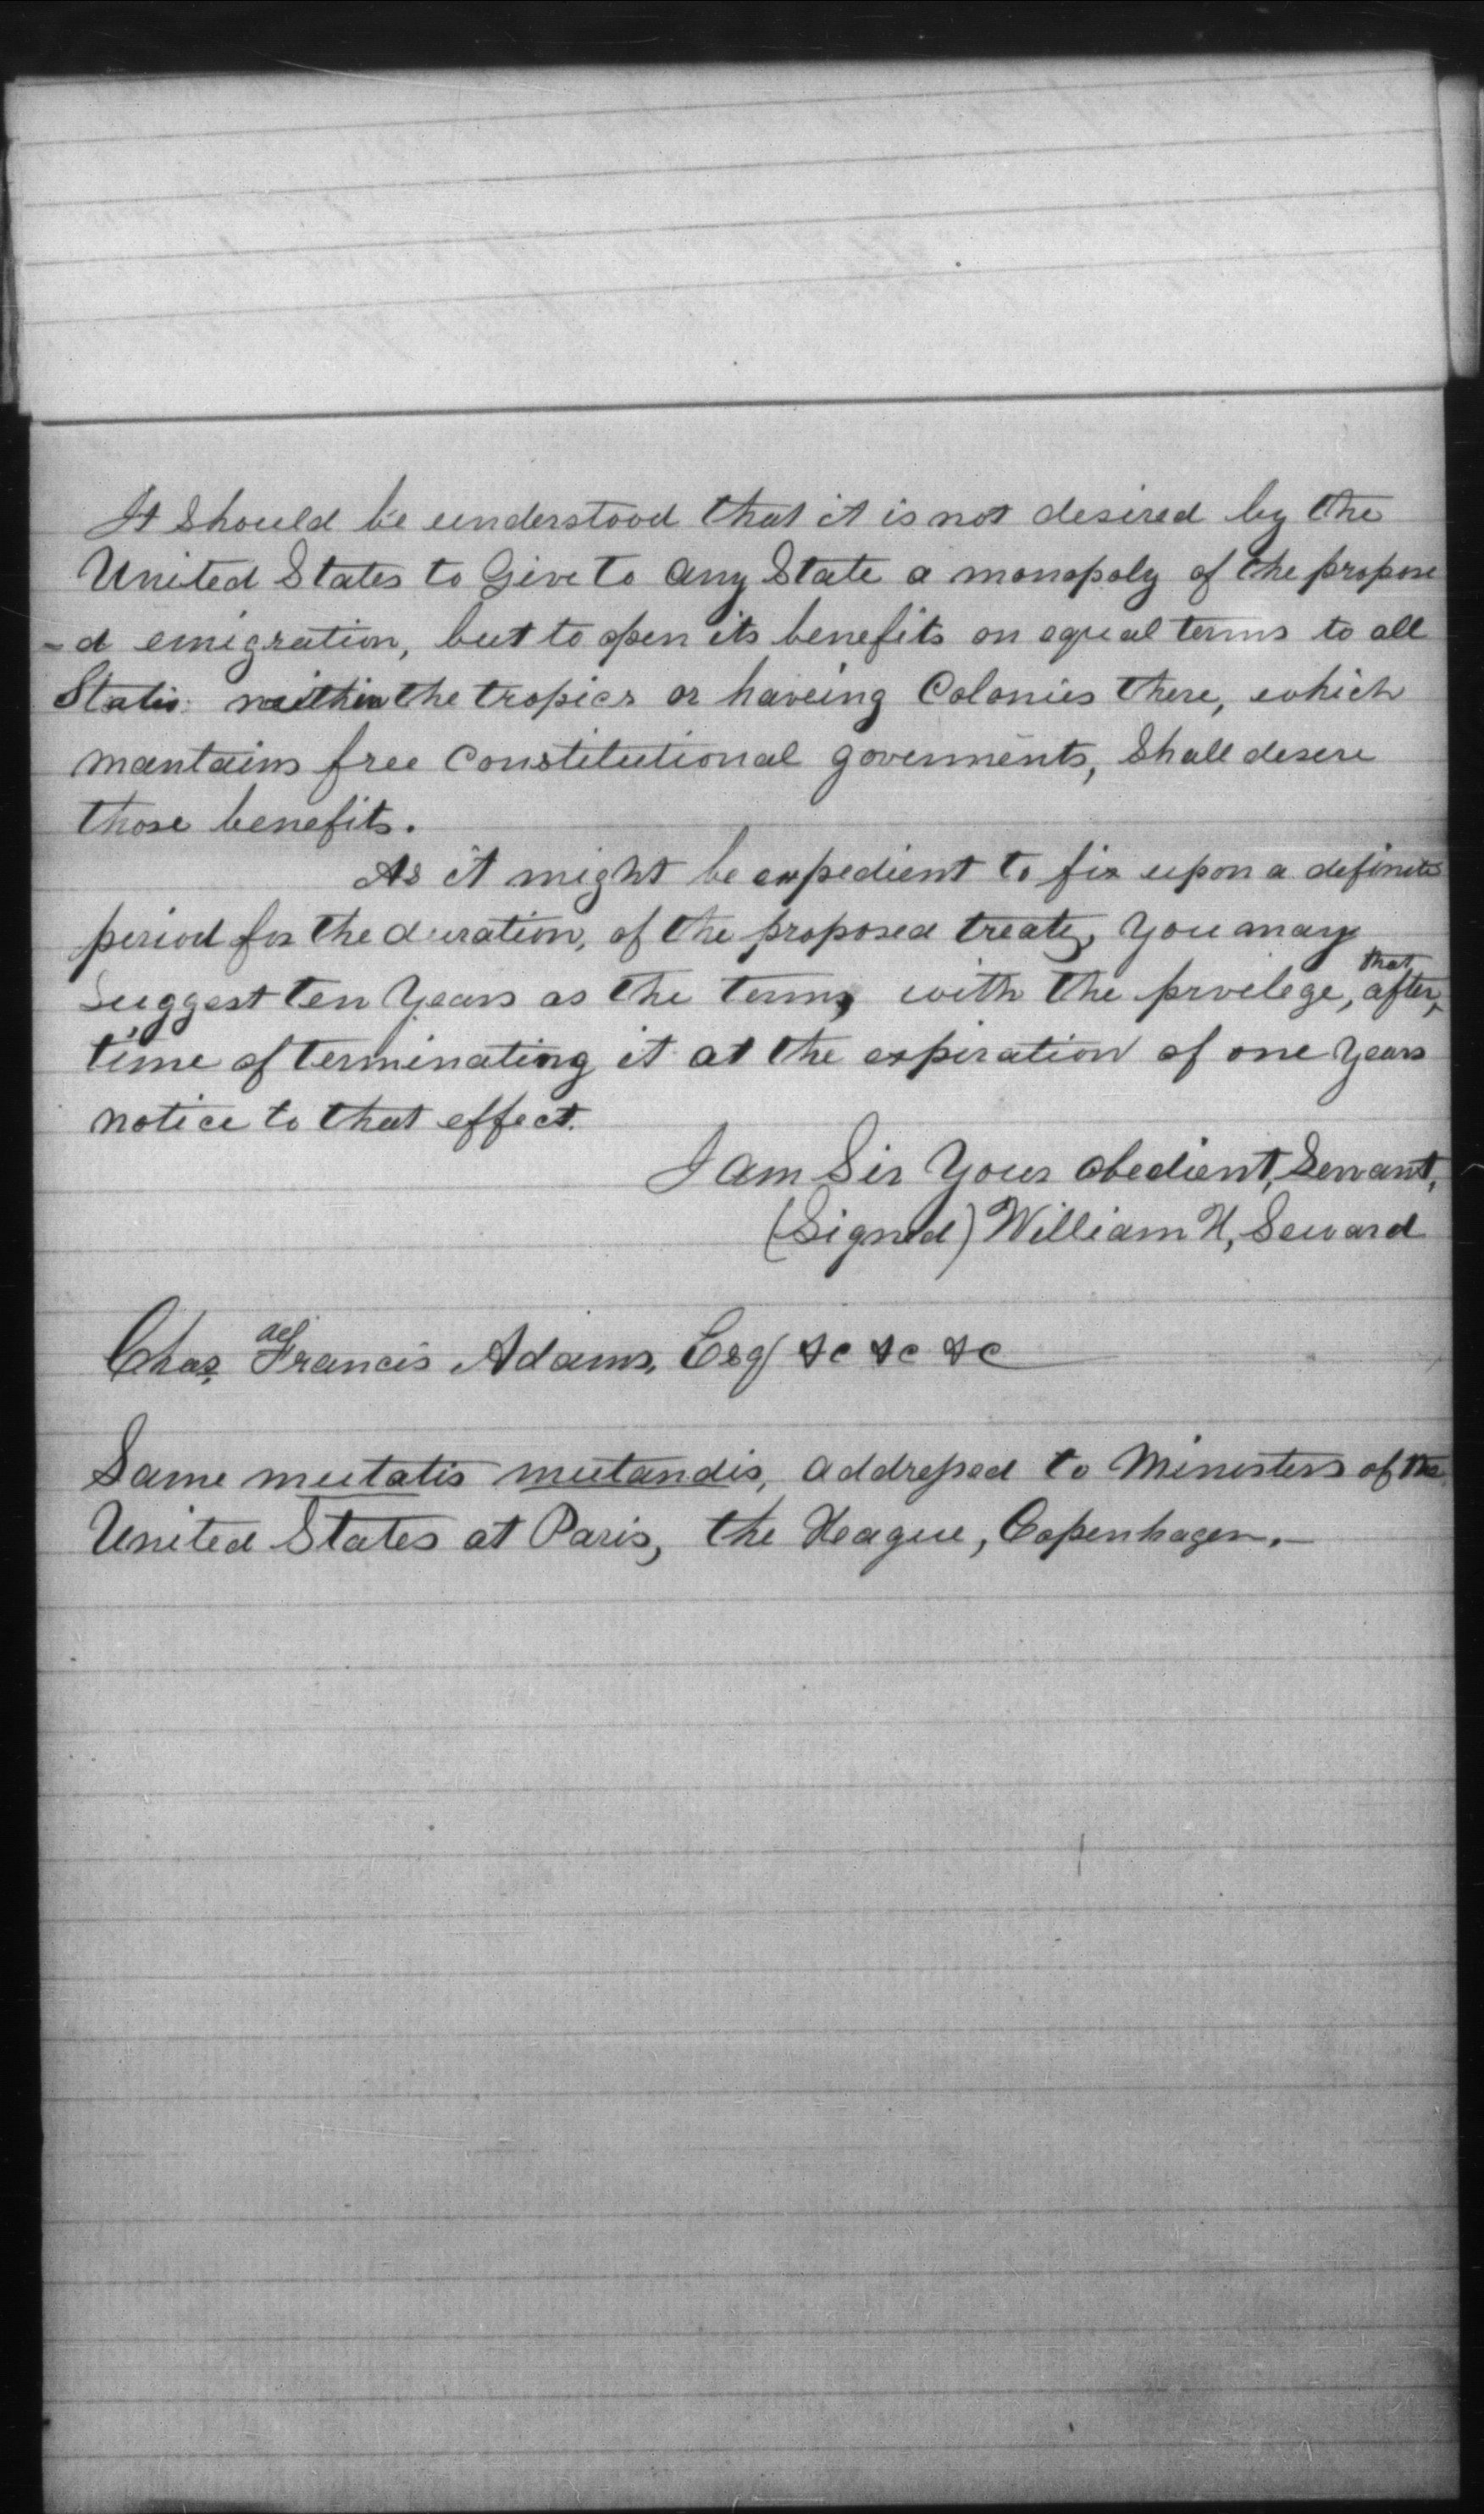 It Should be understood that it is not desired by the
United States to Give to any State a monopoly of the propose
-d emigration, but to open its benefits on equal terms to all
States within the tropics or haveing Colonies there, which
mantains free Constitutional goverments, Shall desire
those benefits.
As it might be expedient to fix upon a definite
period for the duration, of the proposed treaty, you may
Suggest ten Years as the term, with the privelege, after, that
time of terminating it at the expiration of one Years
notice to that effect.
I am Sir Your obedient, Servant,
(Signed) William H, Seward
Chas, Francis Adams, Esq &c &c &c
Same mutatis mutandis, addressed to Ministers of the
United States at Paris, the Heague, Copenhagen.